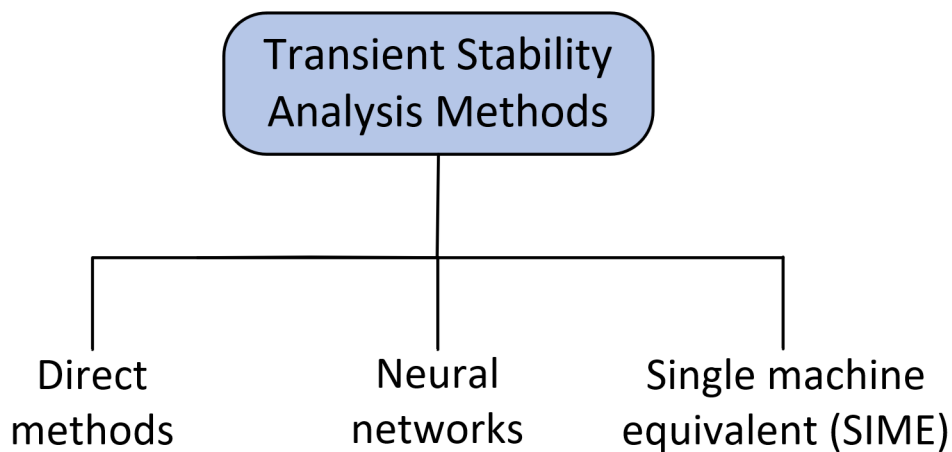 Transient Stability
Analysis Methods
Direct
methods
Neural
networks
Single machine
equivalent (SIME)